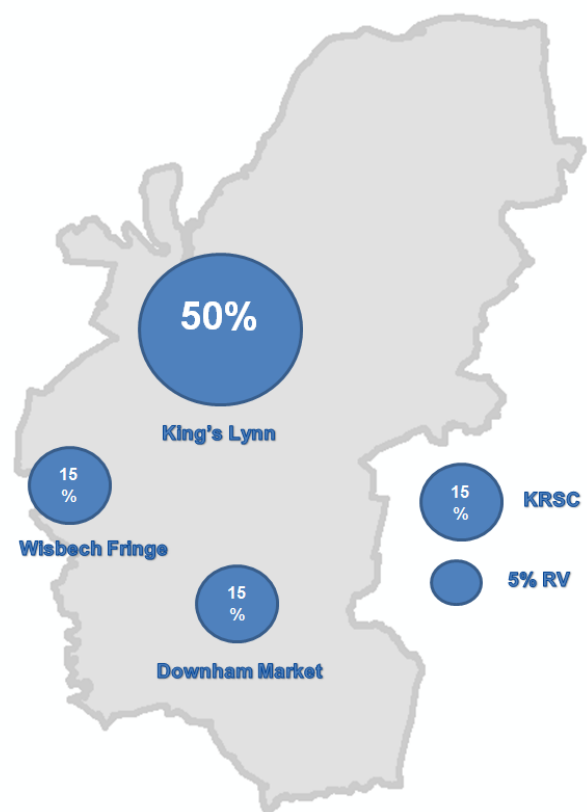 50%
King's Lynn
15
%
Wisbech Fringe
15
%
KRSC
5% RV
15
%
Downham Market